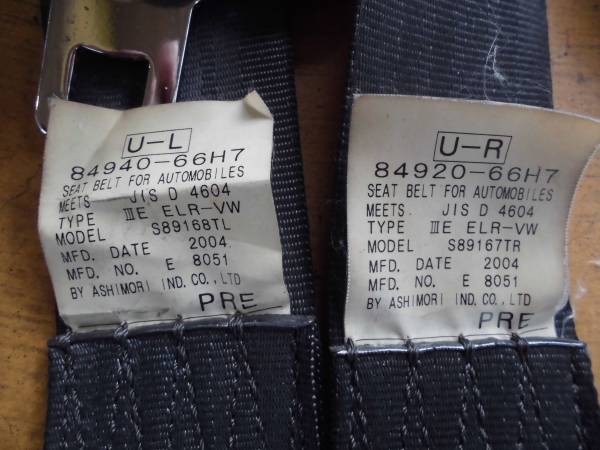 U-L
84940-66H7
SEAT BELT FOR AUTOMOBILES
MEETS JIS D 4604
TYPE ⅢE ELR-VW
MODEL S89168TL
MFD. DATE 2004
MFD. NO. E 8051
BY ASHIMORI IND. CO., LTD
PRE
U-R
84920-66H7
SEAT BELT FOR AUTOMOBILES
MEETS JIS D 4604
TYPE ⅢE ELR-VW
MODEL S89167TR
MFD. DATE 2004
MFD. NO. E 8051
BY ASHIMORI IND. CO., LTD
PRE